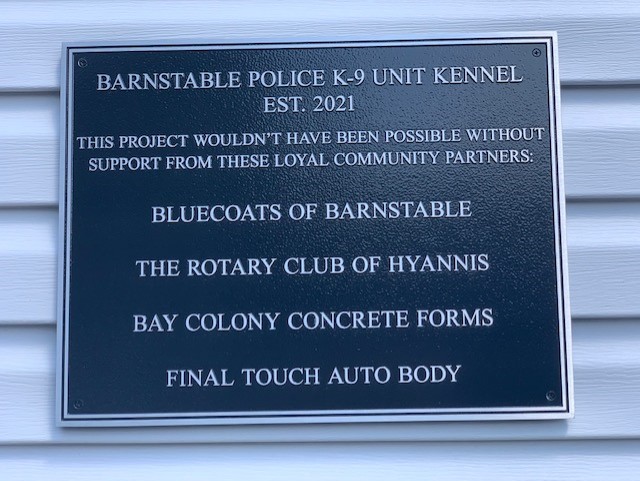 BARNSTABLE POLICE K-9 UNIT KENNEL
EST. 2021
THIS PROJECT WOULDN'T HAVE BEEN POSSIBLE WITHOUT
SUPPORT FROM THESE LOYAL COMMUNITY PARTNERS:
BLUECOATS OF BARNSTABLE
THE ROTARY CLUB OF HYANNIS
BAY COLONY CONCRETE FORMS
FINAL TOUCH AUTO BODY